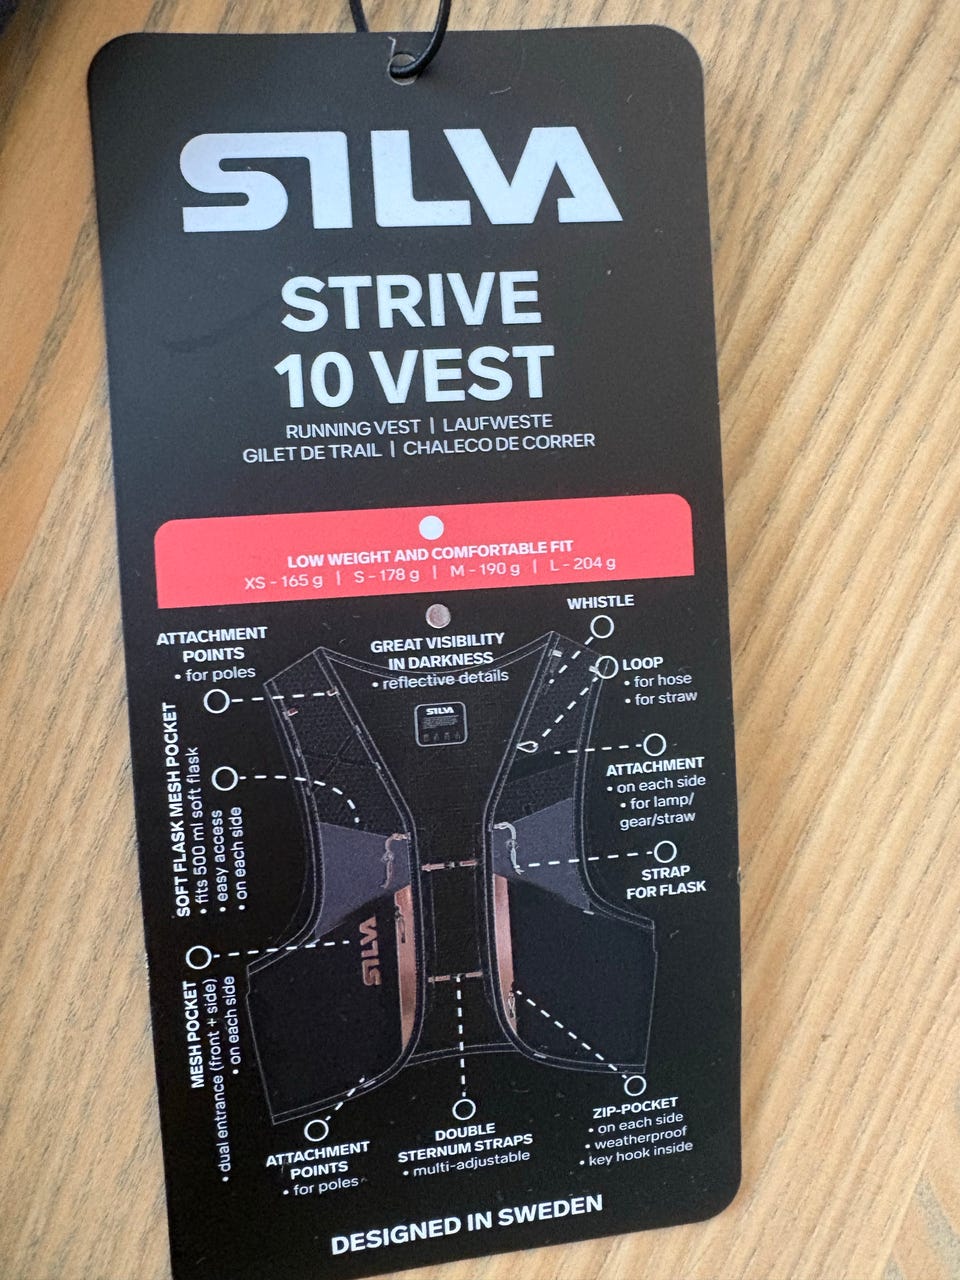 SILVA
STRIVE
10 VEST
RUNNING VEST | LAUFWESTE
GILET DE TRAIL | CHALECO DE CORRER
LOW WEIGHT AND COMFORTABLE FIT
XS - 165 g | S - 178 g | M - 190 g | L - 204 g
WHISTLE
ATTACHMENT
POINTS
• for poles
GREAT VISIBILITY
IN DARKNESS
• reflective details
LOOP
• for hose
• for straw
SILVA
SOFT FLASK MESH POCKET
• fits 500 ml soft flask
• easy access
• on each side
ATTACHMENT
• on each side
• for lamp/
gear/straw
STRAP
FOR FLASK
SILVA
MESH POCKET
• dual entrance (front + side)
• on each side
ATTACHMENT
POINTS
• for poles
DOUBLE
STERNUM STRAPS
• multi-adjustable
ZIP-POCKET
• on each side
• weatherproof
• key hook inside
DESIGNED IN SWEDEN